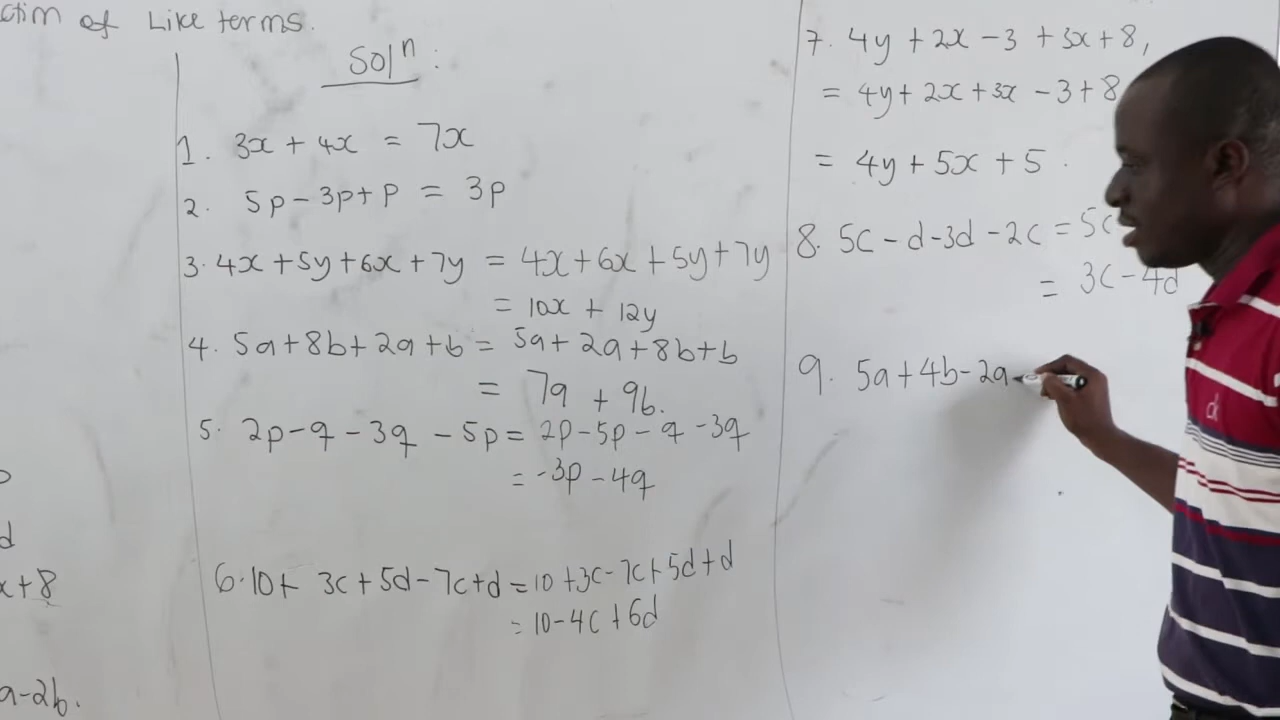 of Like terms.
Solⁿ:
1. 3x + 4x = 7x
2. 5p - 3p + p = 3p
3. 4x + 5y + 6x + 7y = 4x + 6x + 5y + 7y
= 10x + 12y
4. 5a + 8b + 2a + b = 5a + 2a + 8b + b
= 7a + 9b.
5. 2p - q - 3q - 5p = 2p - 5p - q - 3q
= -3p - 4q
6. 10 + 3c + 5d - 7c + d = 10 + 3c - 7c + 5d + d
= 10 - 4c + 6d
d
x + 8
a - 2b.
7. 4y + 2x - 3 + 3x + 8,
= 4y + 2x + 3x - 3 + 8
= 4y + 5x + 5.
8. 5c - d - 3d - 2c = 5c
= 3c - 4d
9. 5a + 4b - 2a